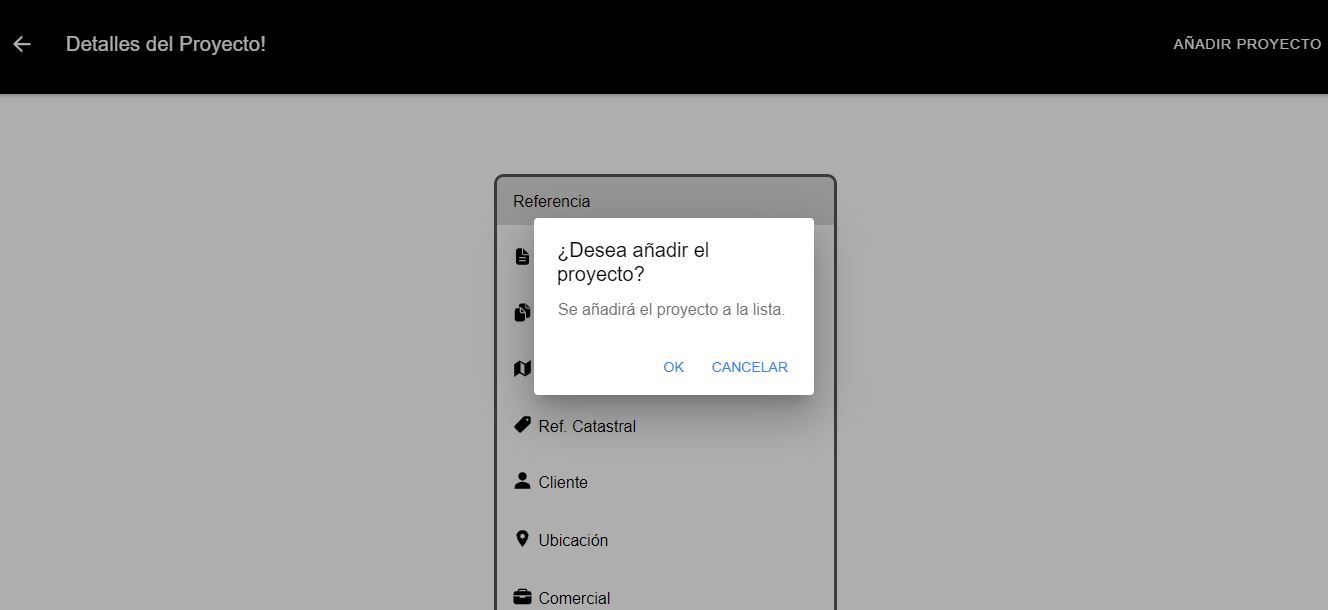 Detalles del Proyecto!
AÑADIR PROYECTO
Referencia
¿Desea añadir el
proyecto?
Se añadirá el proyecto a la lista.
OK CANCELAR
Ref. Catastral
Cliente
Ubicación
Comercial